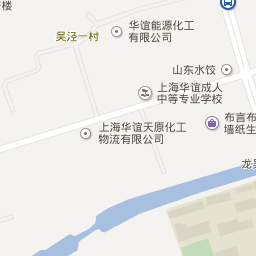 楼
吴泾一村
华谊能源化工
有限公司
山东水饺
上海华谊成人
中等专业学校
布言布
墙纸生
上海华谊天原化工
物流有限公司
龙吴